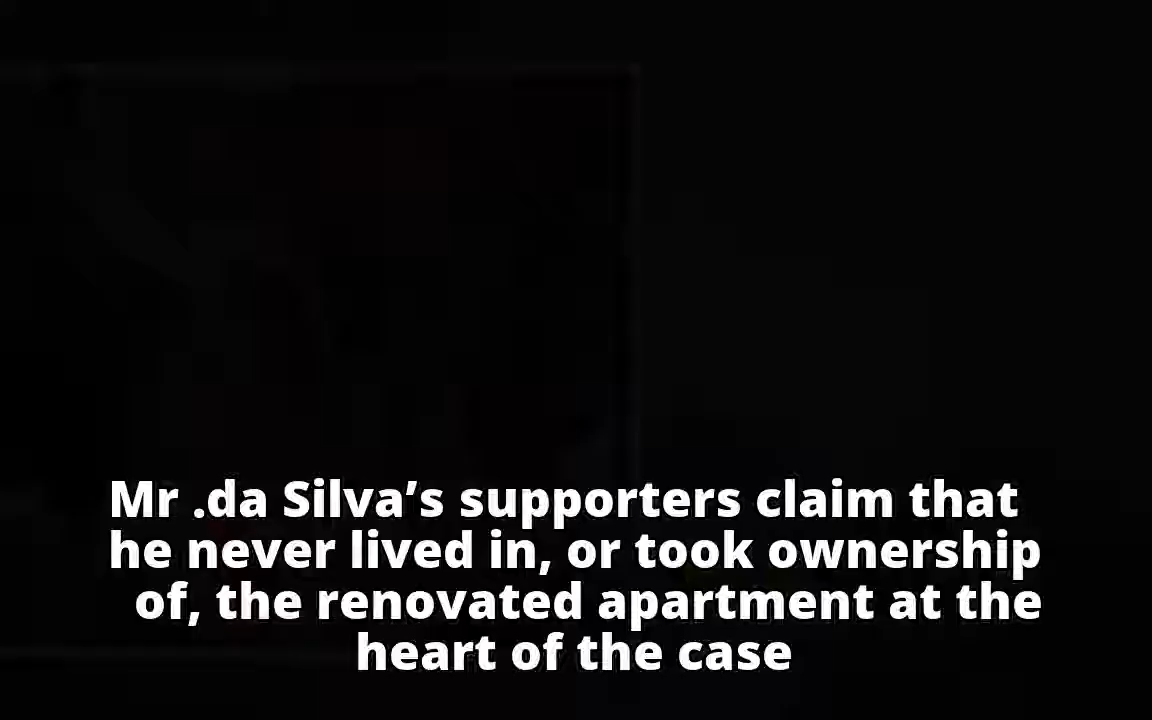 Mr .da Silva’s supporters claim that
he never lived in, or took ownership
of, the renovated apartment at the
heart of the case